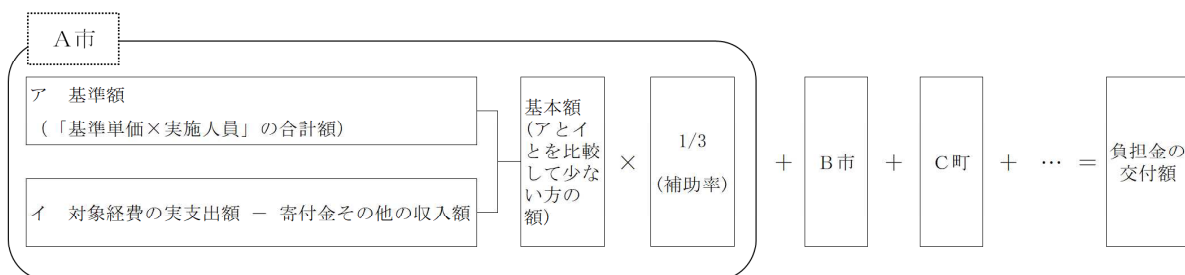 A市
ア 基準額
（「基準単価×実施人員」の合計額）
イ 対象経費の実支出額 － 寄付金その他の収入額
基本額
(アとイ
とを比較
して少な
い方の
額)
×
1/3
(補助率)
＋
B市
＋
C町
＋
…
＝
負担金の
交付額